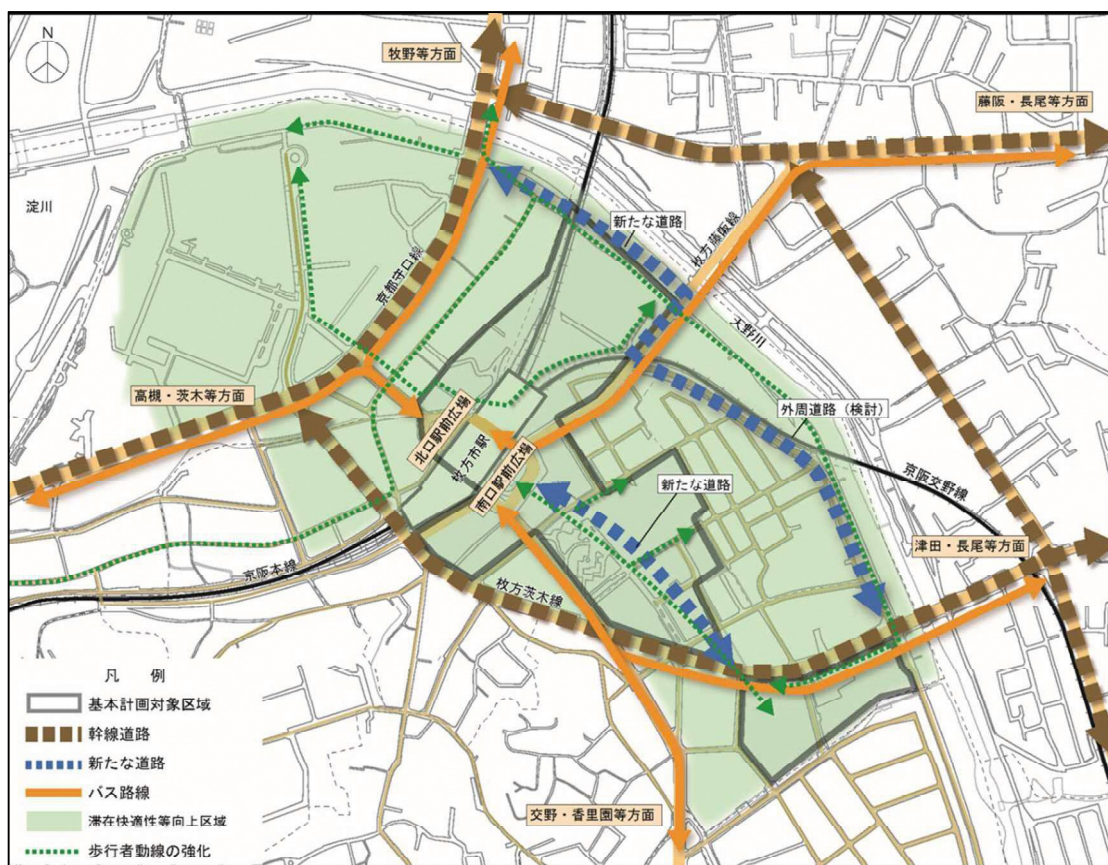 N
牧野等方面
藤阪・長尾等方面
淀川
新たな道路
枚方藤阪線
京都守口線
天野川
高槻・茨木等方面
北口駅前広場
枚方市駅
南口駅前広場
外周道路（検討）
新たな道路
京阪交野線
津田・長尾等方面
京阪本線
枚方茨木線
交野・香里園等方面
凡 例
基本計画対象区域
幹線道路
新たな道路
バス路線
滞在快適性等向上区域
歩行者動線の強化